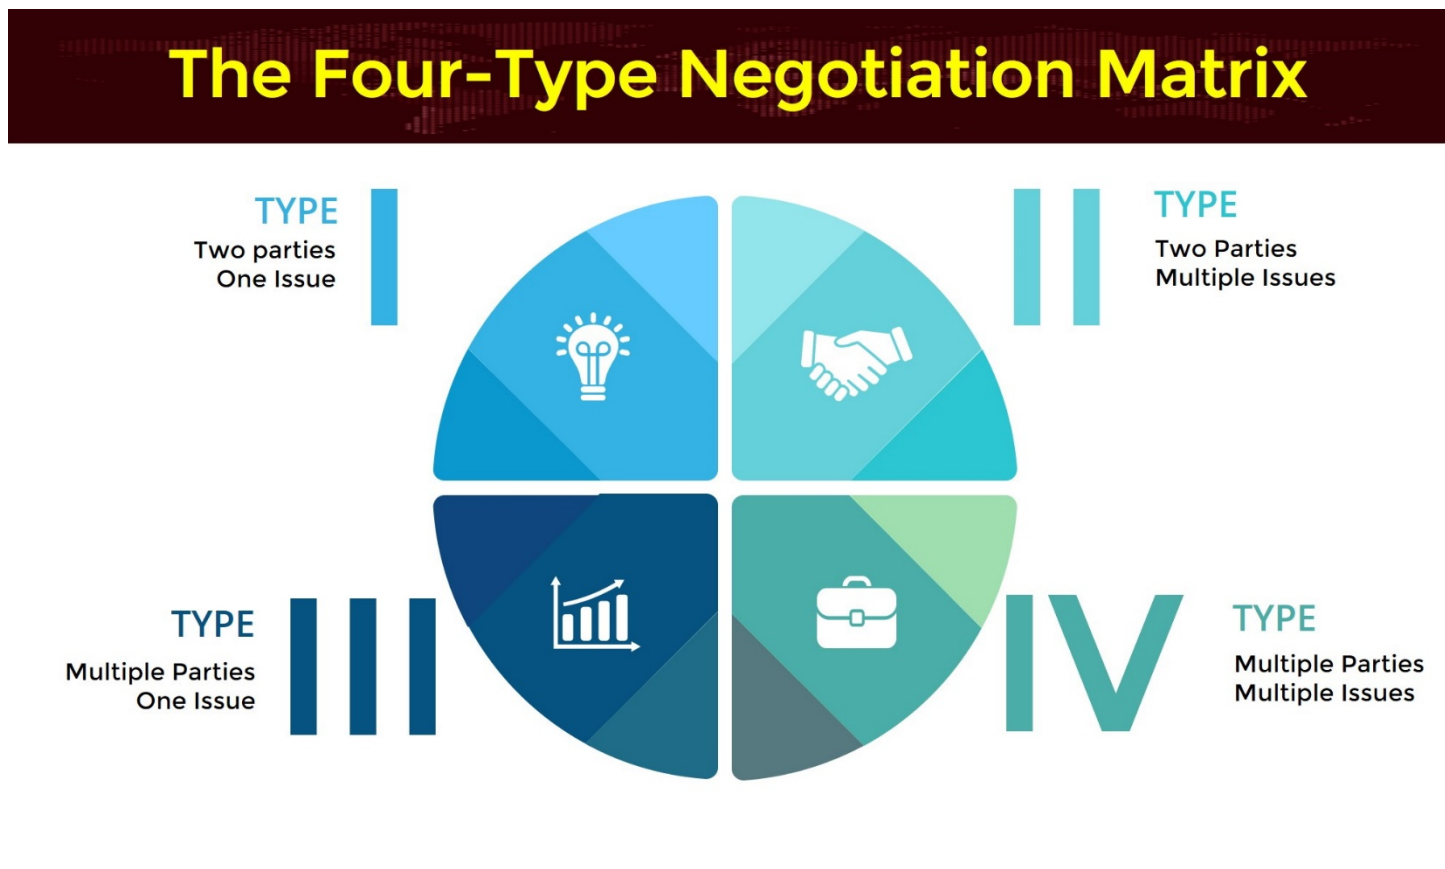 The Four-Type Negotiation Matrix
TYPE
I
Two parties
One Issue
II
TYPE
Two Parties
Multiple Issues
TYPE
III
Multiple Parties
One Issue
IV
TYPE
Multiple Parties
Multiple Issues